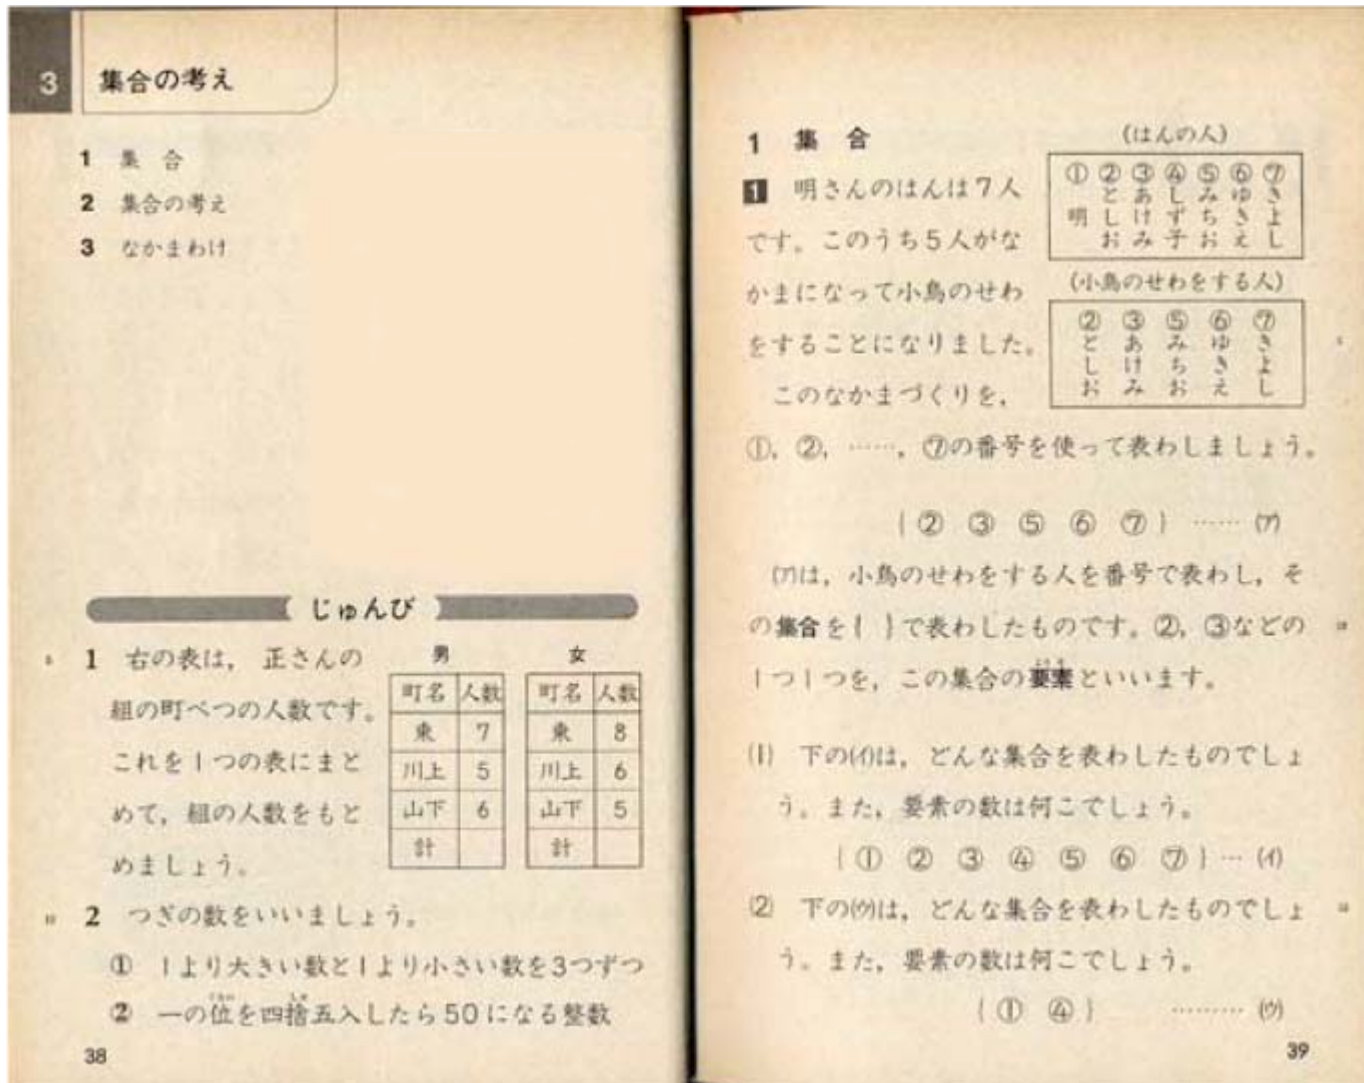 3 集合の考え
1 集 合
2 集合の考え
3 なかまわけ
じゅんび
1 右の表は，正さんの
組の町べつの人数です。
これを1つの表にまと
めて，組の人数をもと
めましょう。
男
町名 人数
東 7
川上 5
山下 6
計
女
町名 人数
東 8
川上 6
山下 5
計
2 つぎの数をいいましょう。
① 1より大きい数と1より小さい数を3つずつ
② 一の位を四捨五入したら50になる整数
38
1 集 合
1 明さんのはんは7人
です。このうち5人がな
かまになって小鳥のせわ
をすることになりました。
このなかまづくりを，
(はんの人)
① ② ③ ④ ⑤ ⑥ ⑦
明 としお あけみ しず子 みちお ゆきえ きよし
(小鳥のせわをする人)
② ③ ⑤ ⑥ ⑦
としお あけみ みちお ゆきえ きよし
①，②，……，⑦の番号を使って表わしましょう。
{ ② ③ ⑤ ⑥ ⑦ } …… (ア)
(ア)は，小鳥のせわをする人を番号で表わし，そ
の集合を{ }で表わしたものです。②，③などの
1つ1つを，この集合の要素といいます。
(1) 下の(イ)は，どんな集合を表わしたものでしょ
う。また，要素の数は何こでしょう。
{ ① ② ③ ④ ⑤ ⑥ ⑦ } … (イ)
(2) 下の(ウ)は，どんな集合を表わしたものでしょ
う。また，要素の数は何こでしょう。
{ ① ④ } ……… (ウ)
39